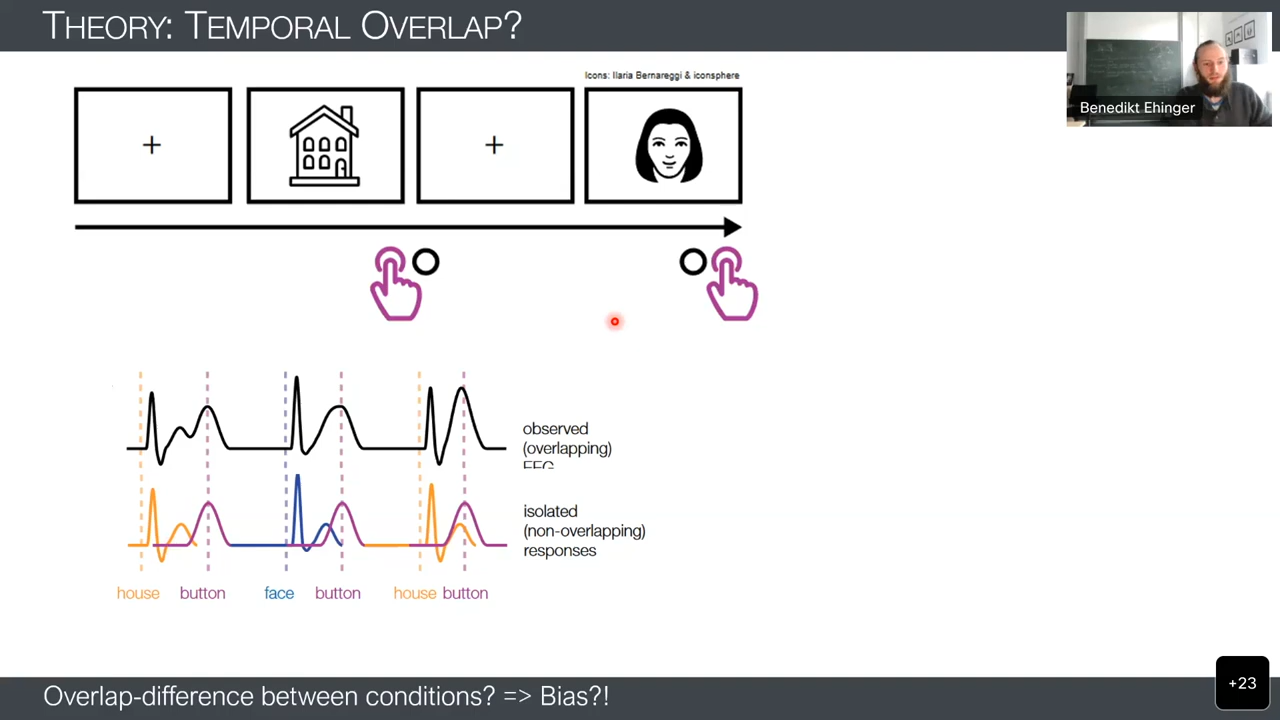 THEORY: TEMPORAL OVERLAP?
Icons: Ilaria Bernareggi & iconsphere
Benedikt Ehinger
observed
(overlapping)
EEG
isolated
(non-overlapping)
responses
house button face button house button
Overlap-difference between conditions? => Bias?!
+23